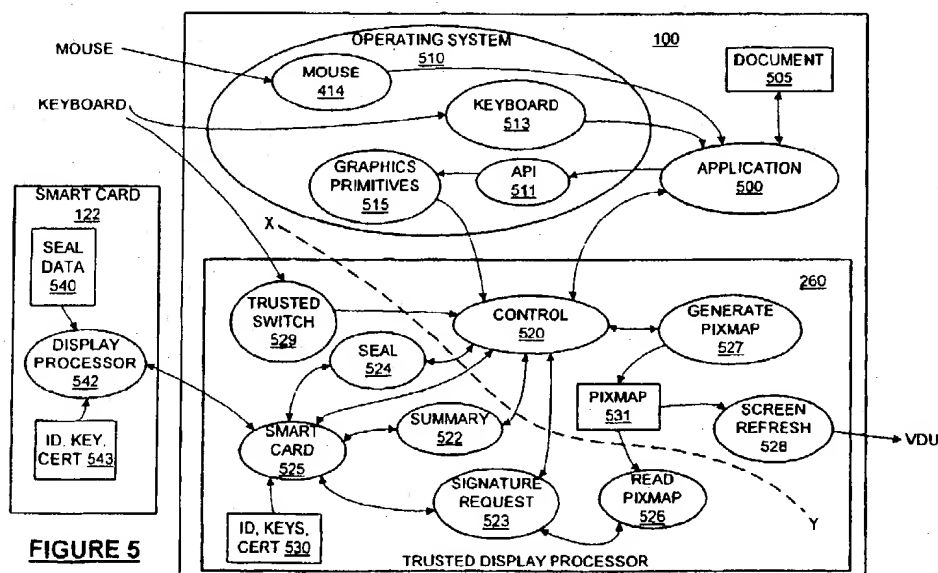 MOUSE
KEYBOARD
OPERATING SYSTEM
510
100
MOUSE
414
KEYBOARD
513
DOCUMENT
505
GRAPHICS
PRIMITIVES
515
API
511
APPLICATION
500
SMART CARD
122
SEAL
DATA
540
DISPLAY
PROCESSOR
542
ID, KEY,
CERT 543
X
260
TRUSTED
SWITCH
529
CONTROL
520
GENERATE
PIXMAP
527
SEAL
524
PIXMAP
531
SCREEN
REFRESH
528
VDU
SMART
CARD
525
SUMMARY
522
SIGNATURE
REQUEST
523
READ
PIXMAP
526
Y
ID, KEYS,
CERT 530
TRUSTED DISPLAY PROCESSOR
FIGURE 5